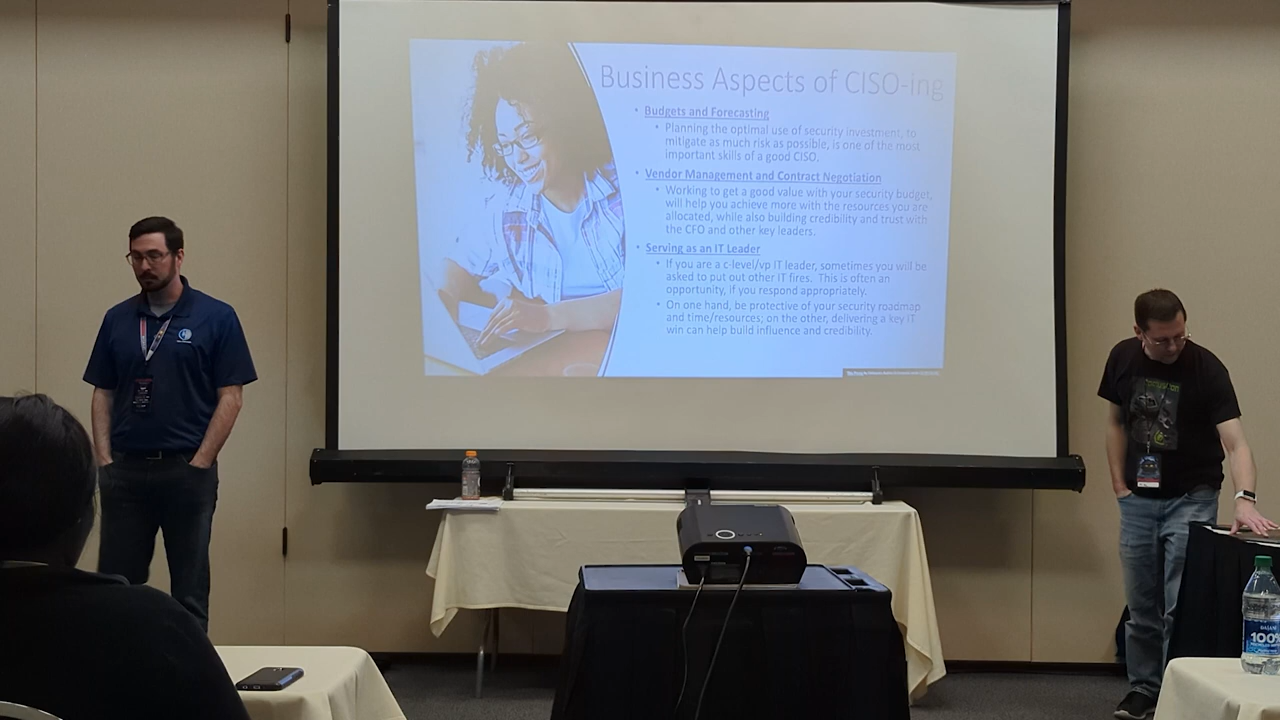 Business Aspects of CISO-ing
• Budgets and Forecasting
• Planning the optimal use of security investment, to
mitigate as much risk as possible, is one of the most
important skills of a good CISO.
• Vendor Management and Contract Negotiation
• Working to get a good value with your security budget,
will help you achieve more with the resources you are
allocated, while also building credibility and trust with
the CFO and other key leaders.
• Serving as an IT Leader
• If you are a c-level/vp IT leader, sometimes you will be
asked to put out other IT fires. This is often an
opportunity, if you respond appropriately.
• On one hand, be protective of your security roadmap
and time/resources; on the other, delivering a key IT
win can help build influence and credibility.
DASANI
100%